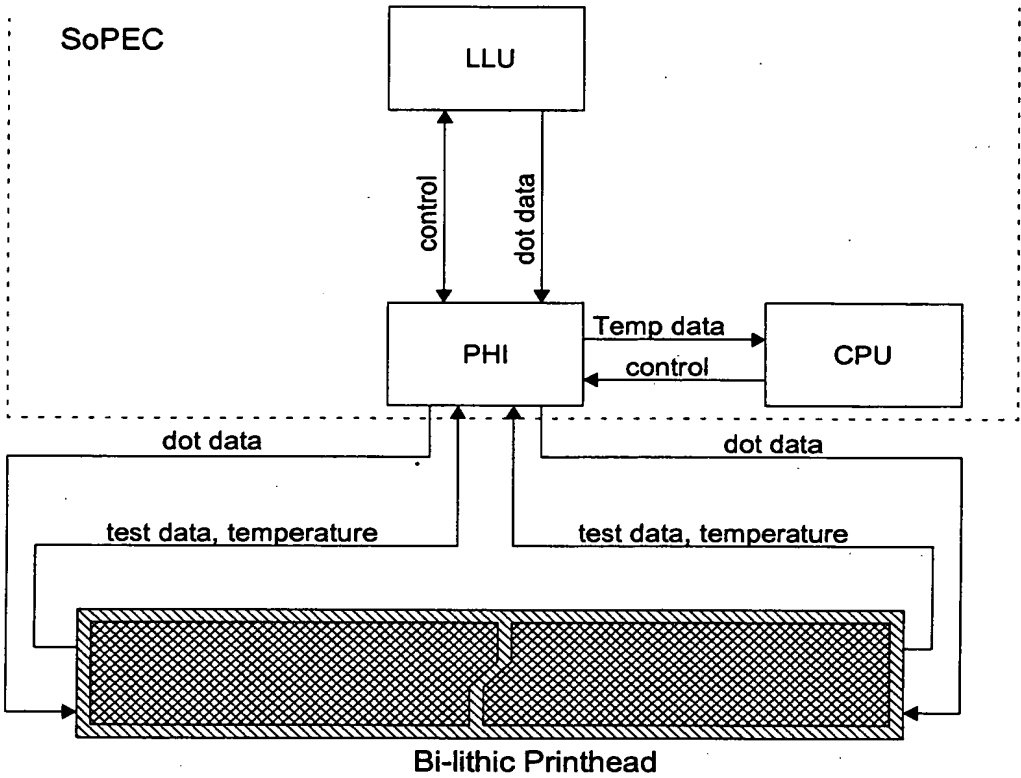 SoPEC
LLU
control
dot data
PHI
Temp data
control
CPU
dot data
dot data
test data, temperature
test data, temperature
Bi-lithic Printhead